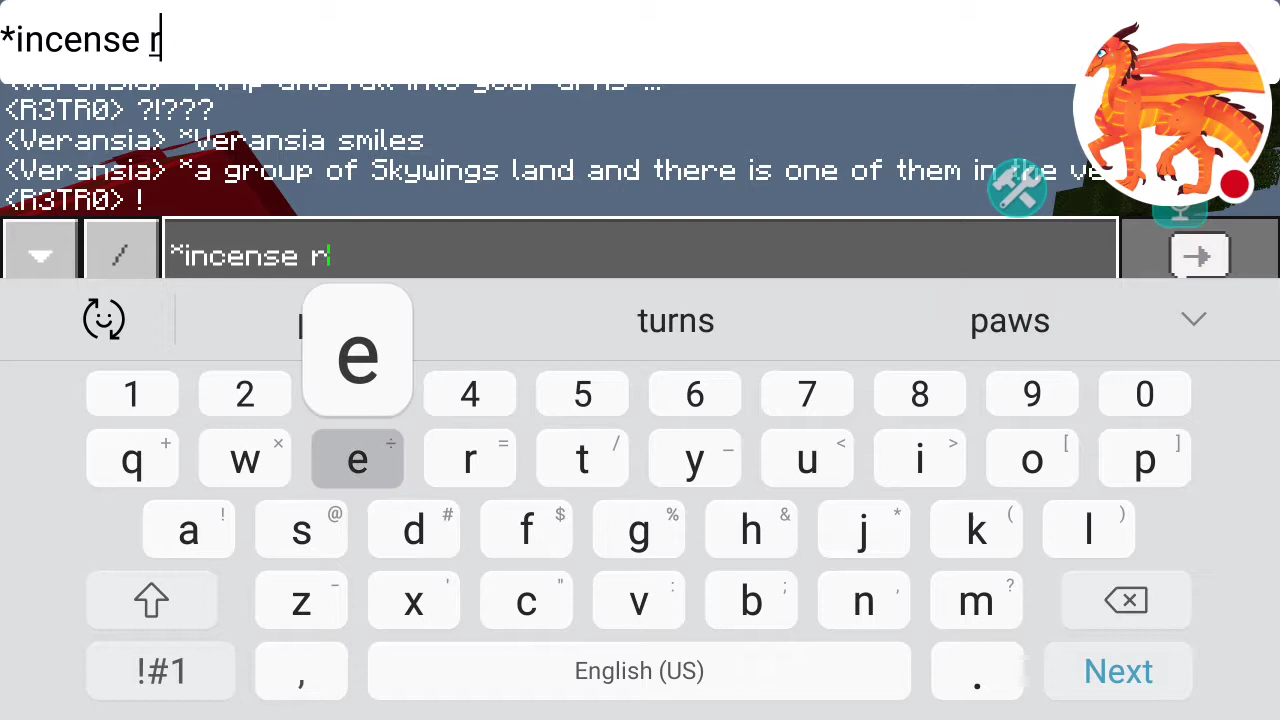 *incense r
<R3TR0> ?!???
<Veransia> *Veransia smiles
<Veransia> *a group of Skywings land and there is one of them in the ve
<R3TR0> !
/ *incense r
e turns paws
1 2 4 5 6 7 8 9 0
q + w × e ÷ r = t / y _ u < i > o [ p ]
a ! s @ d # f $ g % h & j * k ( l )
z - x ' c " v : b ; n , m ?
!#1 , English (US) . Next